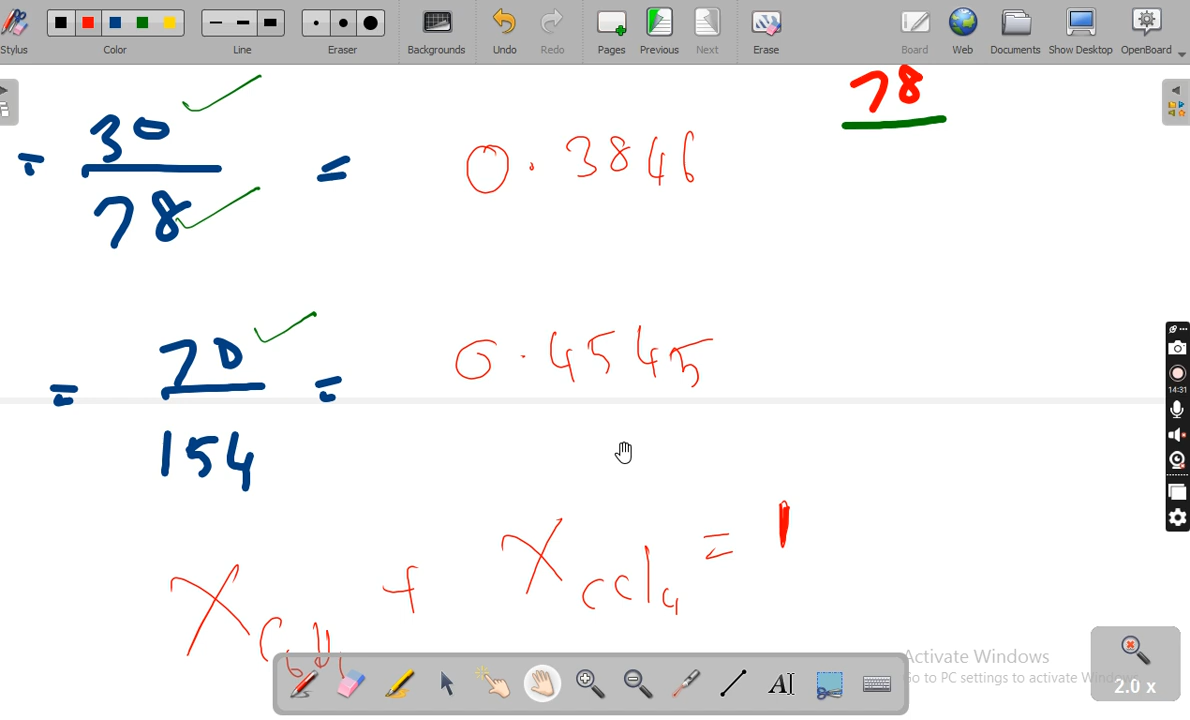 Stylus Color Line Eraser Backgrounds Undo Redo Pages Previous Next Erase Board Web Documents Show Desktop OpenBoard
78
= 30/78 = 0.3846
= 70/154 = 0.4545
X C6H + X CCl4 = 1
14:31
AI
Activate Windows
Go to PC settings to activate Windows
2.0 x